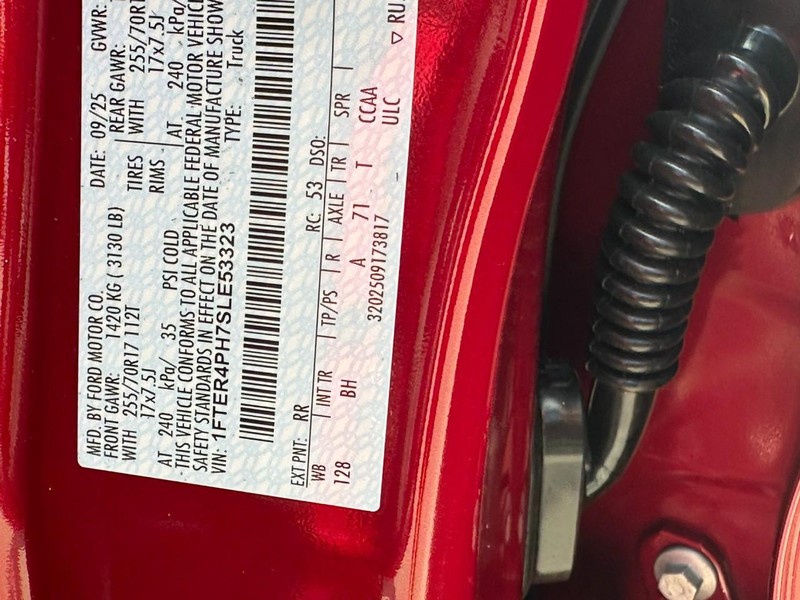 MFD. BY FORD MOTOR CO. DATE: 09/25 GVWR:
FRONT GAWR: 1420 KG ( 3130 LB) REAR GAWR:
WITH 255/70R17 112T TIRES WITH
17x7.5J RIMS 17x7.5J
AT 240 kPa/ 35 PSI COLD AT 240 kPa/
THIS VEHICLE CONFORMS TO ALL APPLICABLE FEDERAL MOTOR
SAFETY STANDARDS IN EFFECT ON THE DATE OF MANUFACTURE
VIN: 1FTER4PH7SLE53323 TYPE: Truck
EXT PNT: RR RC: 53 DSO:
WB INT TR TP/PS R AXLE TR SPR
128 BH A 71 T CCAA
ULC
3202509173817 ▽ RU